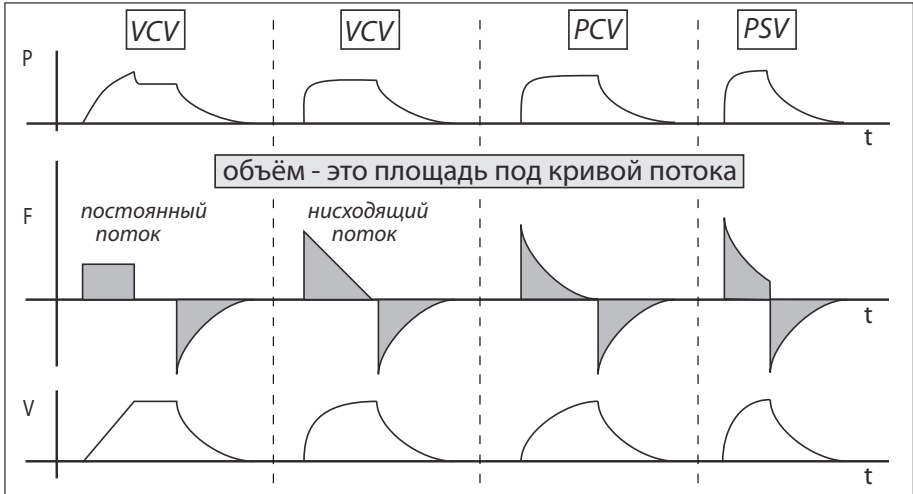 VCV VCV PCV PSV
P
t
объём - это площадь под кривой потока
F
постоянный
поток
нисходящий
поток
t
V
t